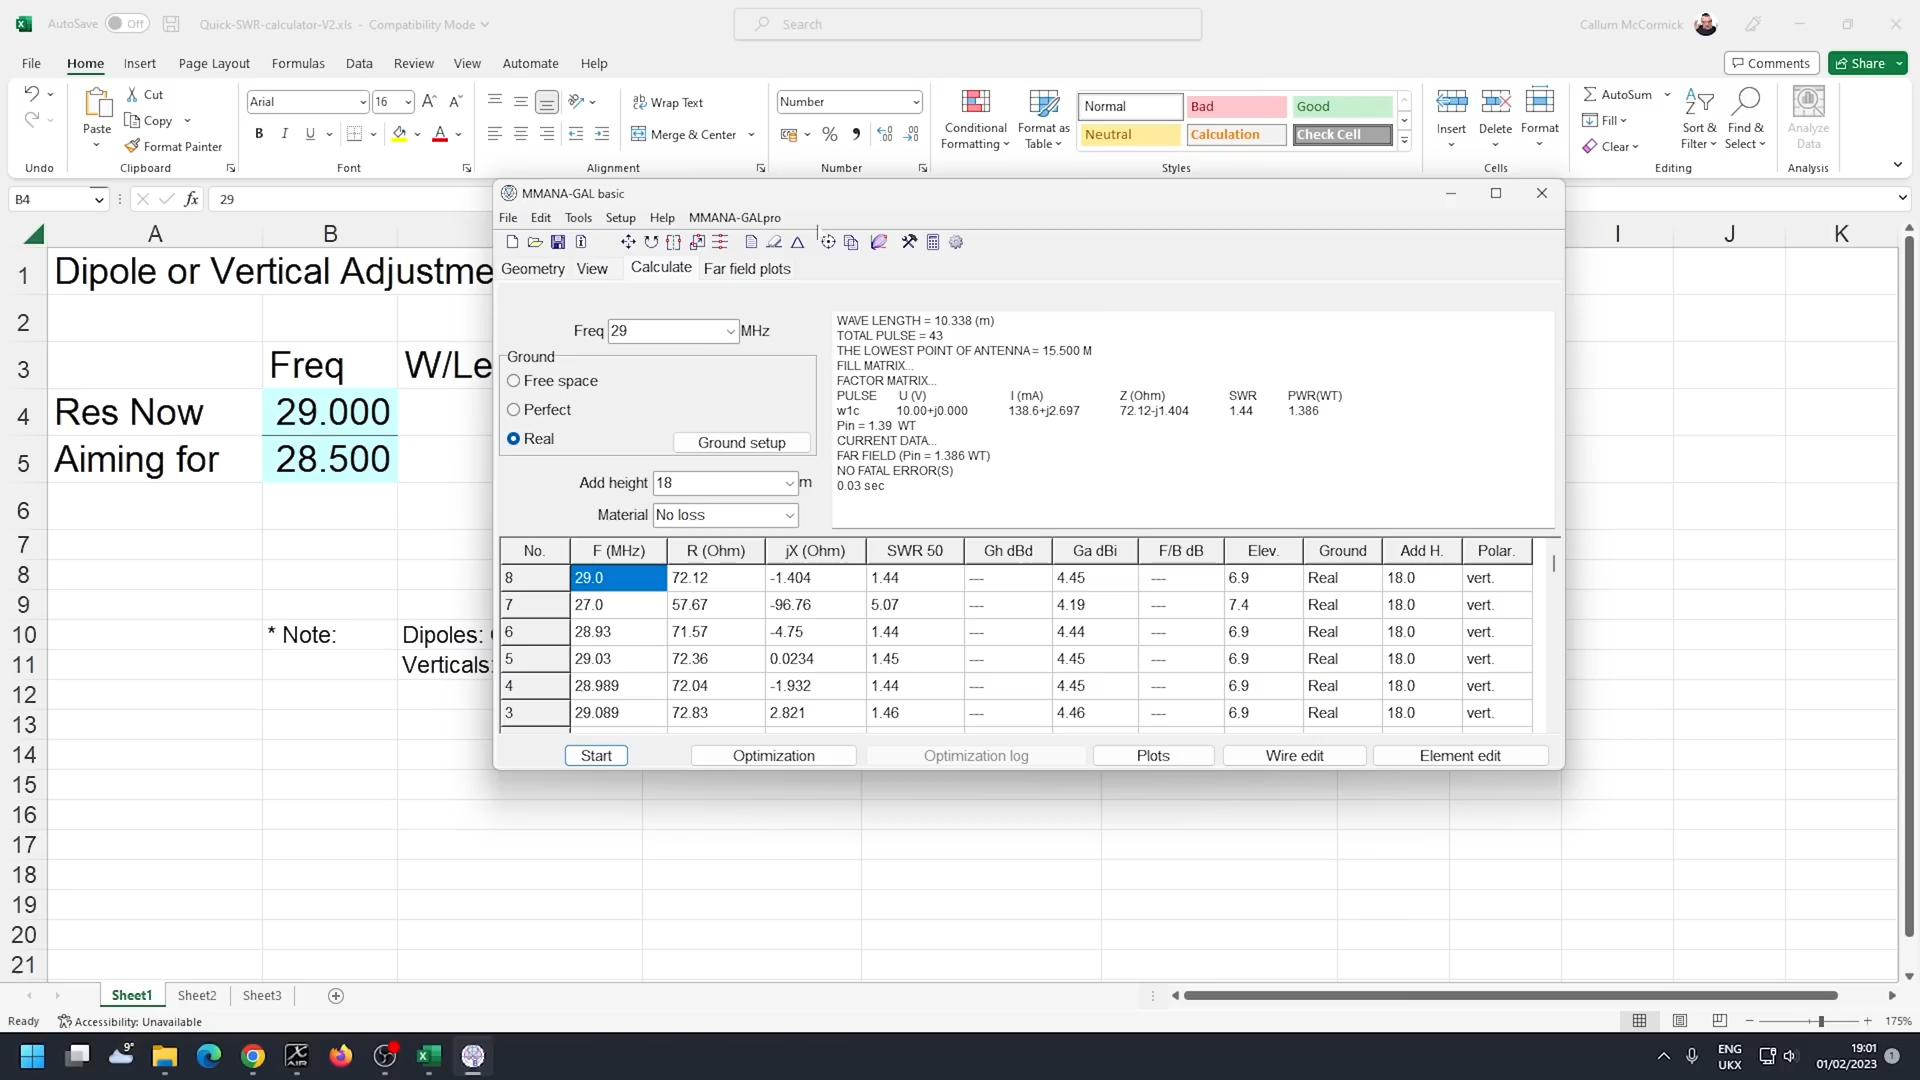 AutoSave Off Quick-SWR-calculator-V2.xls - Compatibility Mode Search Callum McCormick
File Home Insert Page Layout Formulas Data Review View Automate Help Comments Share
Cut
Copy
Format Painter
Paste
Arial 16
B I U
Wrap Text
Merge & Center
Number
%
Conditional Formatting
Format as Table
Normal Bad Good
Neutral Calculation Check Cell
Insert Delete Format
AutoSum
Fill
Clear
Sort & Filter
Find & Select
Analyze Data
Undo Clipboard Font Alignment Number Styles Cells Editing Analysis
B4 fx 29
A B I J K
1 Dipole or Vertical Adjustme
2
3 Freq W/Le
4 Res Now 29.000
5 Aiming for 28.500
6
7
8
9
10 * Note: Dipoles:
11 Verticals:
12
13
14
15
16
17
18
19
20
21
MMANA-GAL basic
File Edit Tools Setup Help MMANA-GALpro
Geometry View Calculate Far field plots
Freq 29 MHz
Ground
Free space
Perfect
Real Ground setup
Add height 18 m
Material No loss
WAVE LENGTH = 10.338 (m)
TOTAL PULSE = 43
THE LOWEST POINT OF ANTENNA = 15.500 M
FILL MATRIX...
FACTOR MATRIX...
PULSE U (V) I (mA) Z (Ohm) SWR PWR(WT)
w1c 10.00+j0.000 138.6+j2.697 72.12-j1.404 1.44 1.386
Pin = 1.39 WT
CURRENT DATA...
FAR FIELD (Pin = 1.386 WT)
NO FATAL ERROR(S)
0.03 sec
No. F (MHz) R (Ohm) jX (Ohm) SWR 50 Gh dBd Ga dBi F/B dB Elev. Ground Add H. Polar.
8 29.0 72.12 -1.404 1.44 --- 4.45 --- 6.9 Real 18.0 vert.
7 27.0 57.67 -96.76 5.07 --- 4.19 --- 7.4 Real 18.0 vert.
6 28.93 71.57 -4.75 1.44 --- 4.44 --- 6.9 Real 18.0 vert.
5 29.03 72.36 0.0234 1.45 --- 4.45 --- 6.9 Real 18.0 vert.
4 28.989 72.04 -1.932 1.44 --- 4.45 --- 6.9 Real 18.0 vert.
3 29.089 72.83 2.821 1.46 --- 4.46 --- 6.9 Real 18.0 vert.
Start Optimization Optimization log Plots Wire edit Element edit
Sheet1 Sheet2 Sheet3
Ready Accessibility: Unavailable 175%
9°
ENG
UKX
19:01
01/02/2023
1